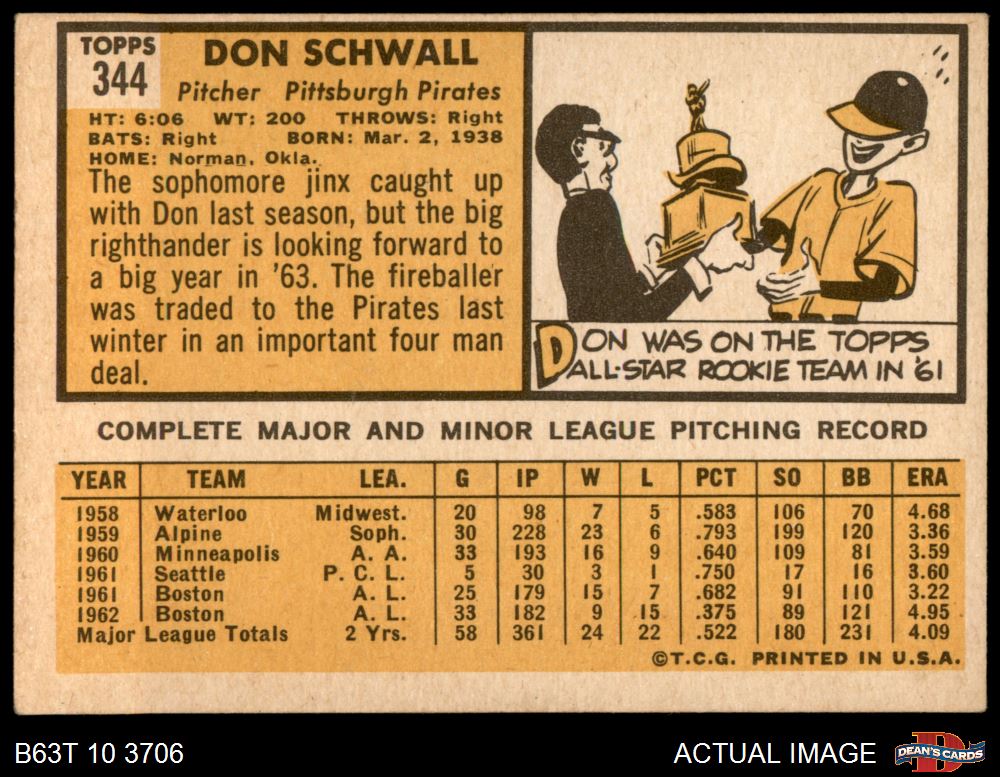 TOPPS
344
DON SCHWALL
Pitcher Pittsburgh Pirates
HT: 6:06 WT: 200 THROWS: Right
BATS: Right BORN: Mar. 2, 1938
HOME: Norman, Okla.
The sophomore jinx caught up
with Don last season, but the big
righthander is looking forward to
a big year in '63. The fireballer
was traded to the Pirates last
winter in an important four man
deal.
DON WAS ON THE TOPPS
ALL-STAR ROOKIE TEAM IN '61
COMPLETE MAJOR AND MINOR LEAGUE PITCHING RECORD
YEAR TEAM LEA. G IP W L PCT SO BB ERA
1958 Waterloo Midwest. 20 98 7 5 .583 106 70 4.68
1959 Alpine Soph. 30 228 23 6 .793 199 120 3.36
1960 Minneapolis A. A. 33 193 16 9 .640 109 81 3.59
1961 Seattle P. C. L. 5 30 3 1 .750 17 16 3.60
1961 Boston A. L. 25 179 15 7 .682 91 110 3.22
1962 Boston A. L. 33 182 9 15 .375 89 121 4.95
Major League Totals 2 Yrs. 58 361 24 22 .522 180 231 4.09
©T.C.G. PRINTED IN U.S.A.
B63T 10 3706
ACTUAL IMAGE
D
DEAN'S CARDS